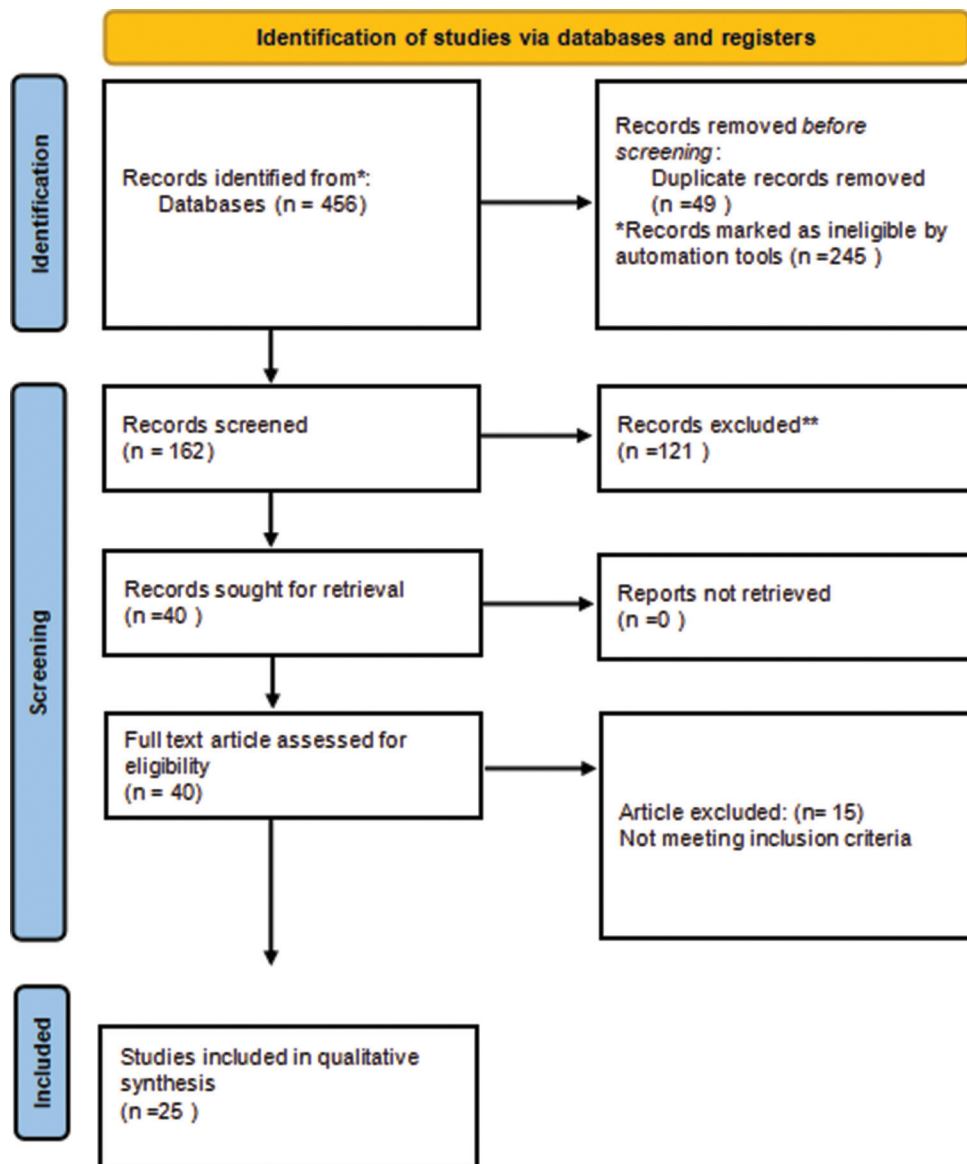 Identification of studies via databases and registers
Identification
Records identified from*:
Databases (n = 456)
Records removed before
screening:
Duplicate records removed
(n =49 )
*Records marked as ineligible by
automation tools (n =245 )
Screening
Records screened
(n = 162)
Records excluded**
(n =121 )
Records sought for retrieval
(n =40 )
Reports not retrieved
(n =0 )
Full text article assessed for
eligibility
(n = 40)
Article excluded: (n= 15)
Not meeting inclusion criteria
Included
Studies included in qualitative
synthesis
(n =25 )